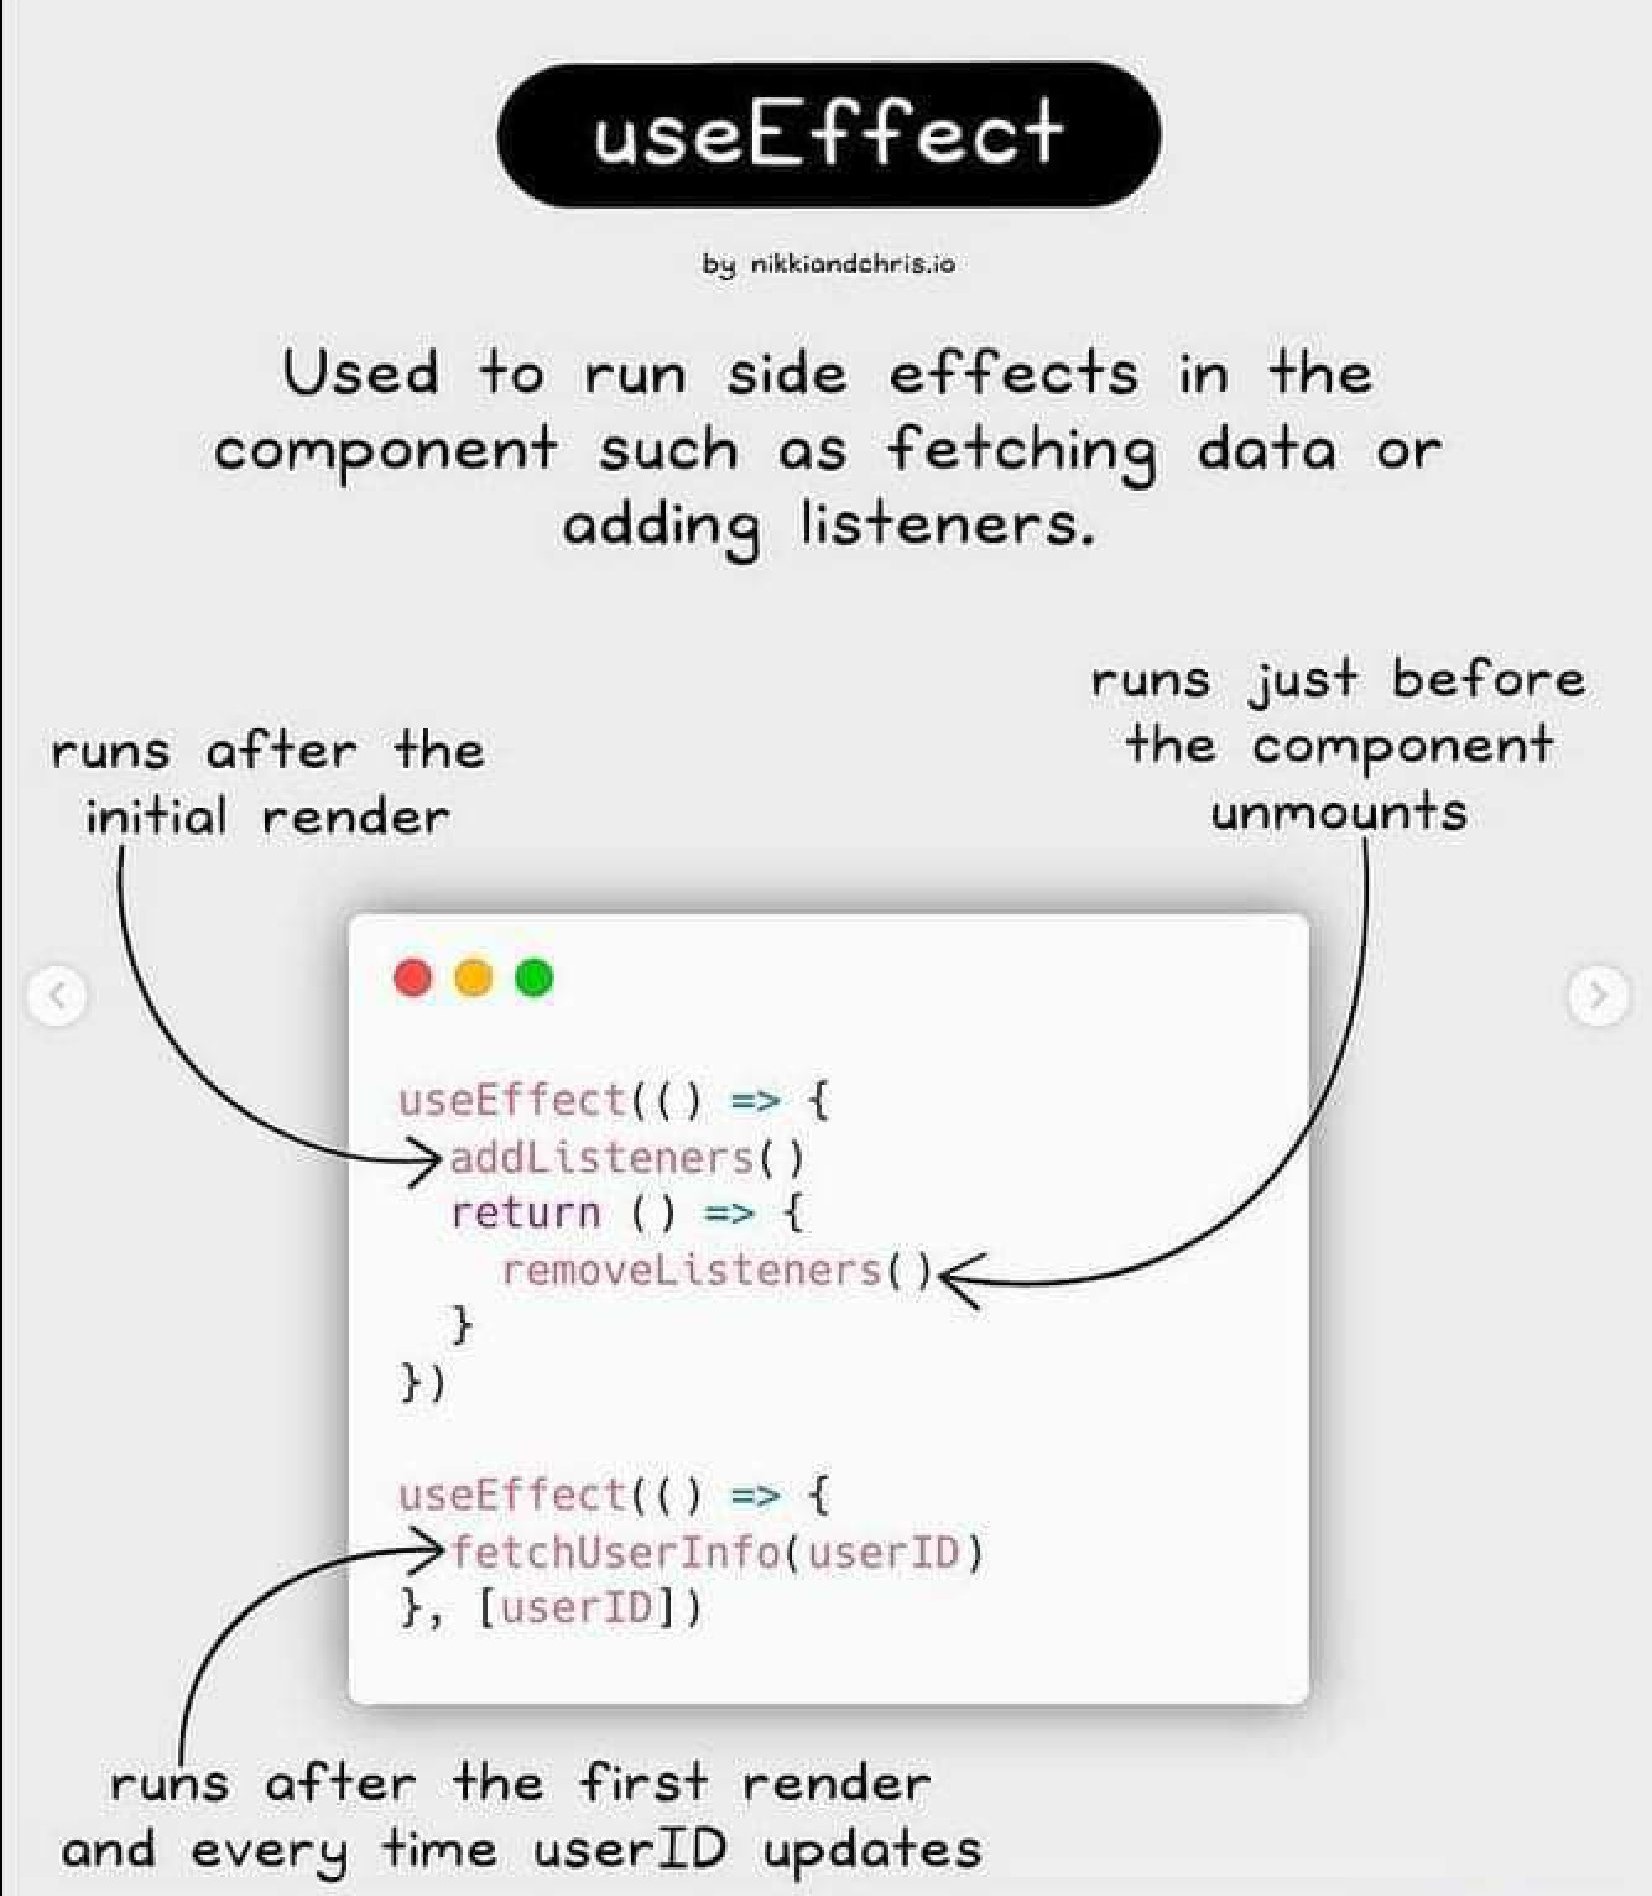 useEffect
by nikkiandchris.io
Used to run side effects in the
component such as fetching data or
adding listeners.
runs just before
the component
unmounts
runs after the
initial render
useEffect(() => {
  addListeners()
  return () => {
    removeListeners()
  }
})
useEffect(() => {
  fetchUserInfo(userID)
}, [userID])
runs after the first render
and every time userID updates